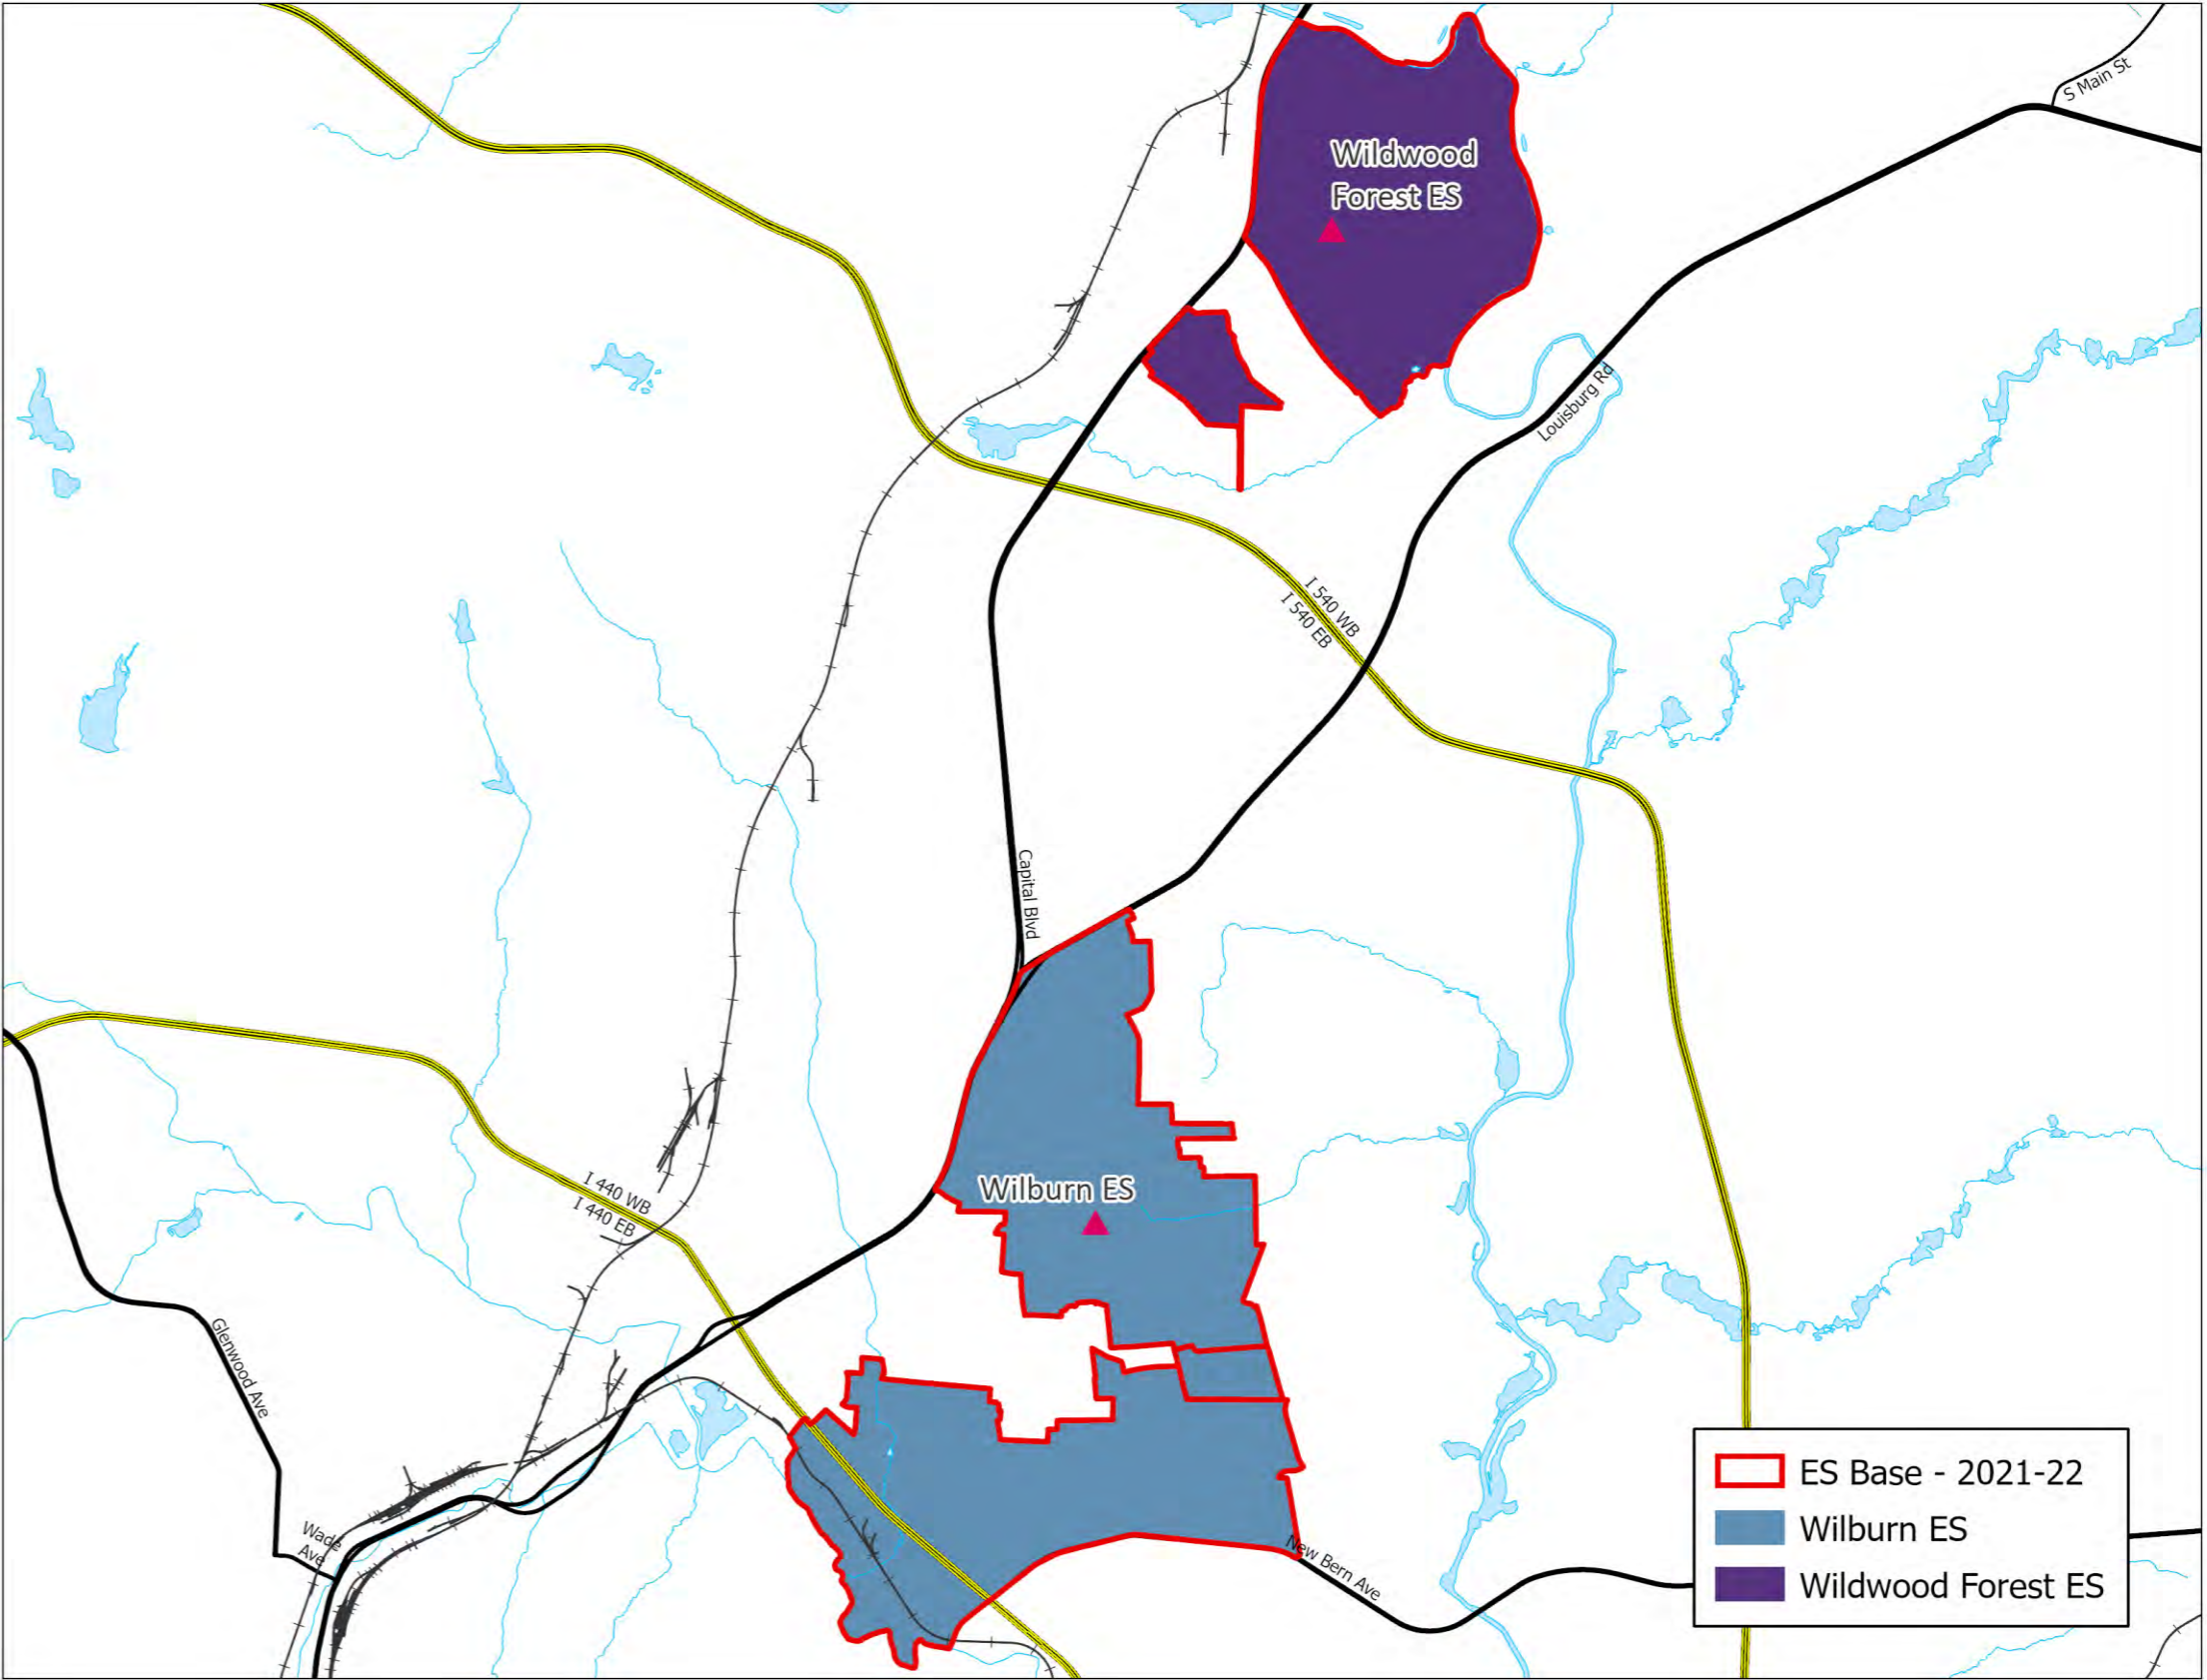 S Main St
Wildwood
Forest ES
Louisburg Rd
I 540 WB
I 540 EB
Capital Blvd
Wilburn ES
I 440 WB
I 440 EB
Glenwood Ave
Wade
Ave
New Bern Ave
ES Base - 2021-22
Wilburn ES
Wildwood Forest ES